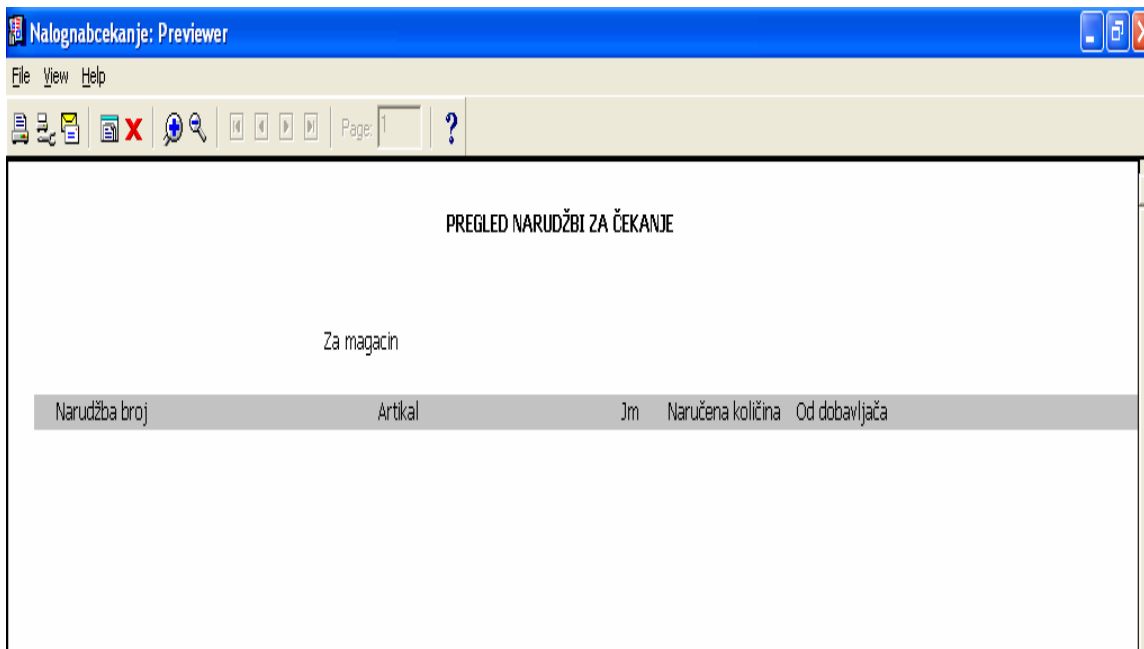 Nalognabcekanje: Previewer
File View Help
Page: 1 ?
PREGLED NARUDŽBI ZA ČEKANJE
Za magacin
Narudžba broj Artikal Jm Naručena količina Od dobavljača